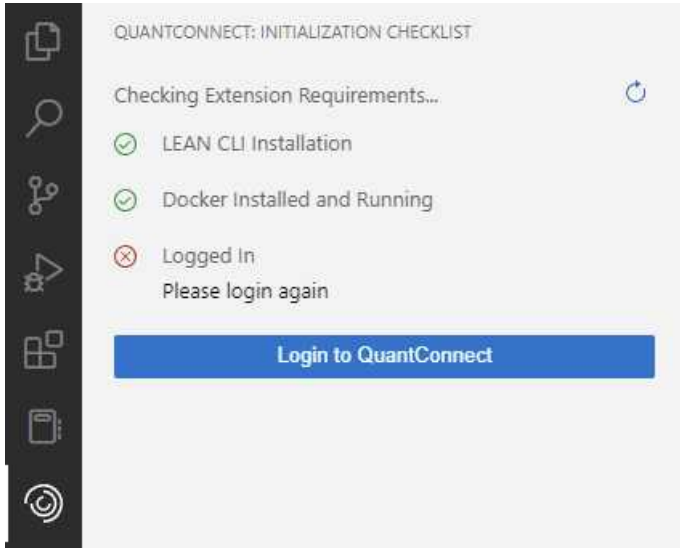 QUANTCONNECT: INITIALIZATION CHECKLIST
Checking Extension Requirements...
LEAN CLI Installation
Docker Installed and Running
Logged In
Please login again
Login to QuantConnect